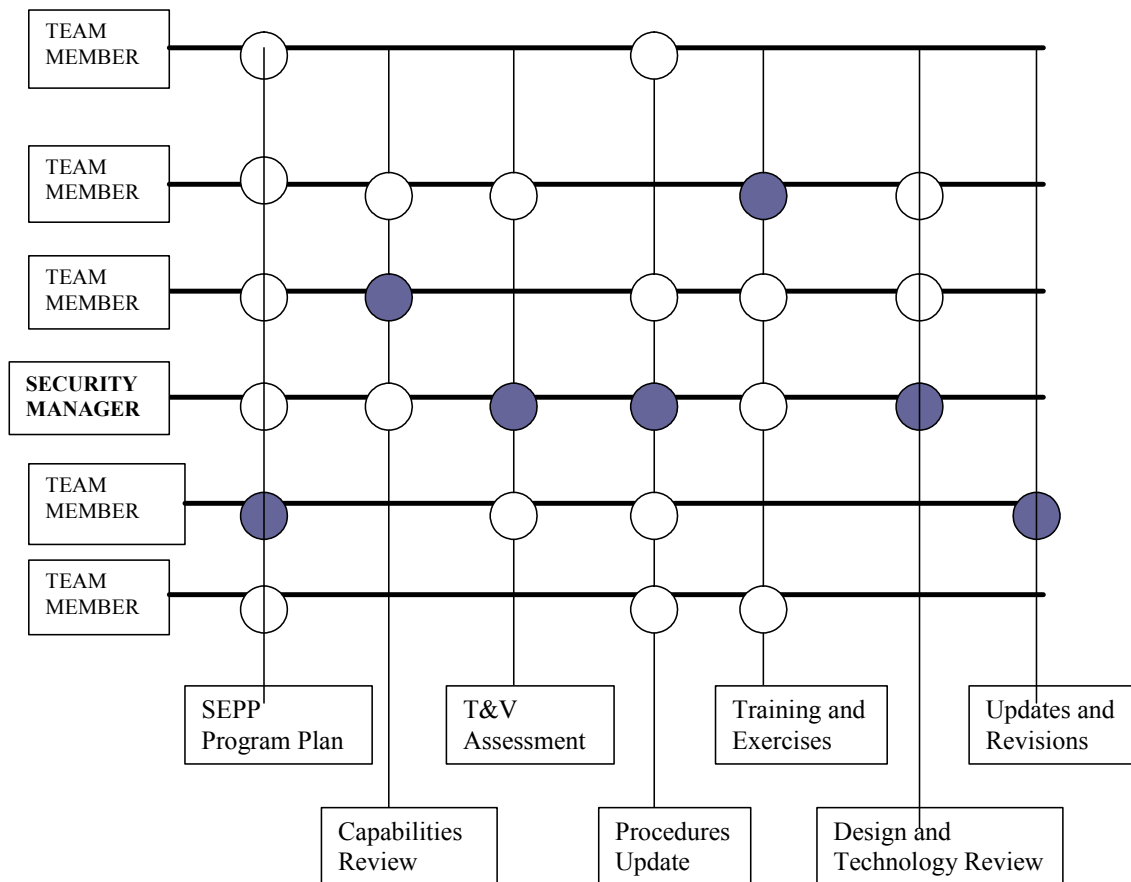 TEAM
MEMBER
TEAM
MEMBER
TEAM
MEMBER
SECURITY
MANAGER
TEAM
MEMBER
TEAM
MEMBER
SEPP
Program Plan
T&V
Assessment
Training and
Exercises
Updates and
Revisions
Capabilities
Review
Procedures
Update
Design and
Technology Review